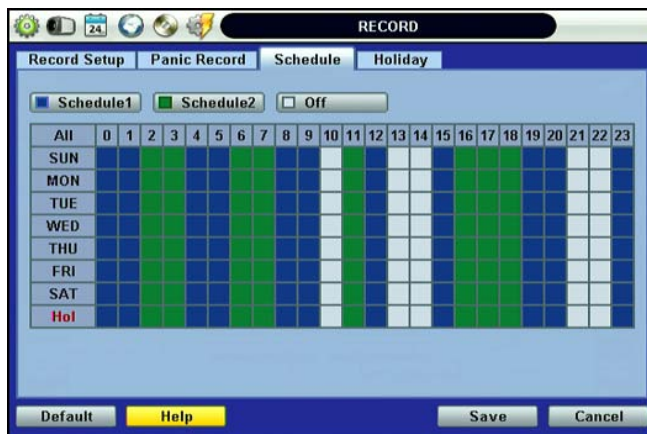 24
RECORD
Record Setup Panic Record Schedule Holiday
Schedule1 Schedule2 Off
All 0 1 2 3 4 5 6 7 8 9 10 11 12 13 14 15 16 17 18 19 20 21 22 23
SUN
MON
TUE
WED
THU
FRI
SAT
Hol
Default Help Save Cancel